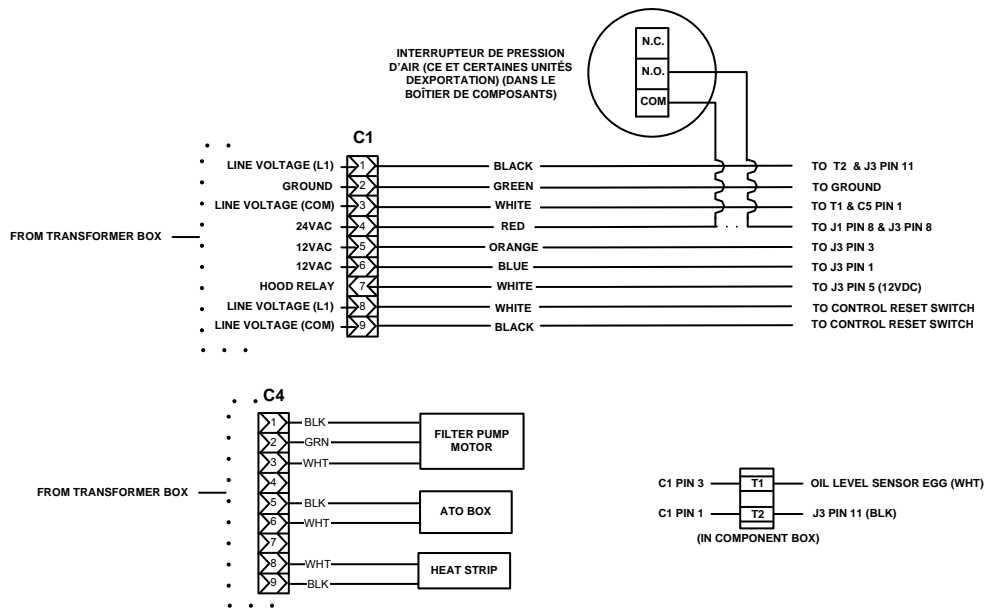 N.C.
N.O.
COM
INTERRUPTEUR DE PRESSION
D'AIR (CE ET CERTAINES UNITÉS
DEXPORTATION) (DANS LE
BOÎTIER DE COMPOSANTS)
C1
LINE VOLTAGE (L1) 1 BLACK TO T2 & J3 PIN 11
GROUND 2 GREEN TO GROUND
LINE VOLTAGE (COM) 3 WHITE TO T1 & C5 PIN 1
24VAC 4 RED TO J1 PIN 8 & J3 PIN 8
FROM TRANSFORMER BOX
12VAC 5 ORANGE TO J3 PIN 3
12VAC 6 BLUE TO J3 PIN 1
HOOD RELAY 7 WHITE TO J3 PIN 5 (12VDC)
LINE VOLTAGE (L1) 8 WHITE TO CONTROL RESET SWITCH
LINE VOLTAGE (COM) 9 BLACK TO CONTROL RESET SWITCH
C4
1 BLK
2 GRN
3 WHT
FILTER PUMP
MOTOR
4
FROM TRANSFORMER BOX
5 BLK
6 WHT
ATO BOX
7
8 WHT
9 BLK
HEAT STRIP
C1 PIN 3 T1 OIL LEVEL SENSOR EGG (WHT)
C1 PIN 1 T2 J3 PIN 11 (BLK)
(IN COMPONENT BOX)